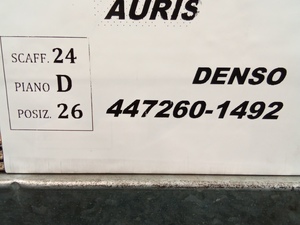 AURIS
SCAFF. 24
PIANO D
POSIZ. 26
DENSO
447260-1492